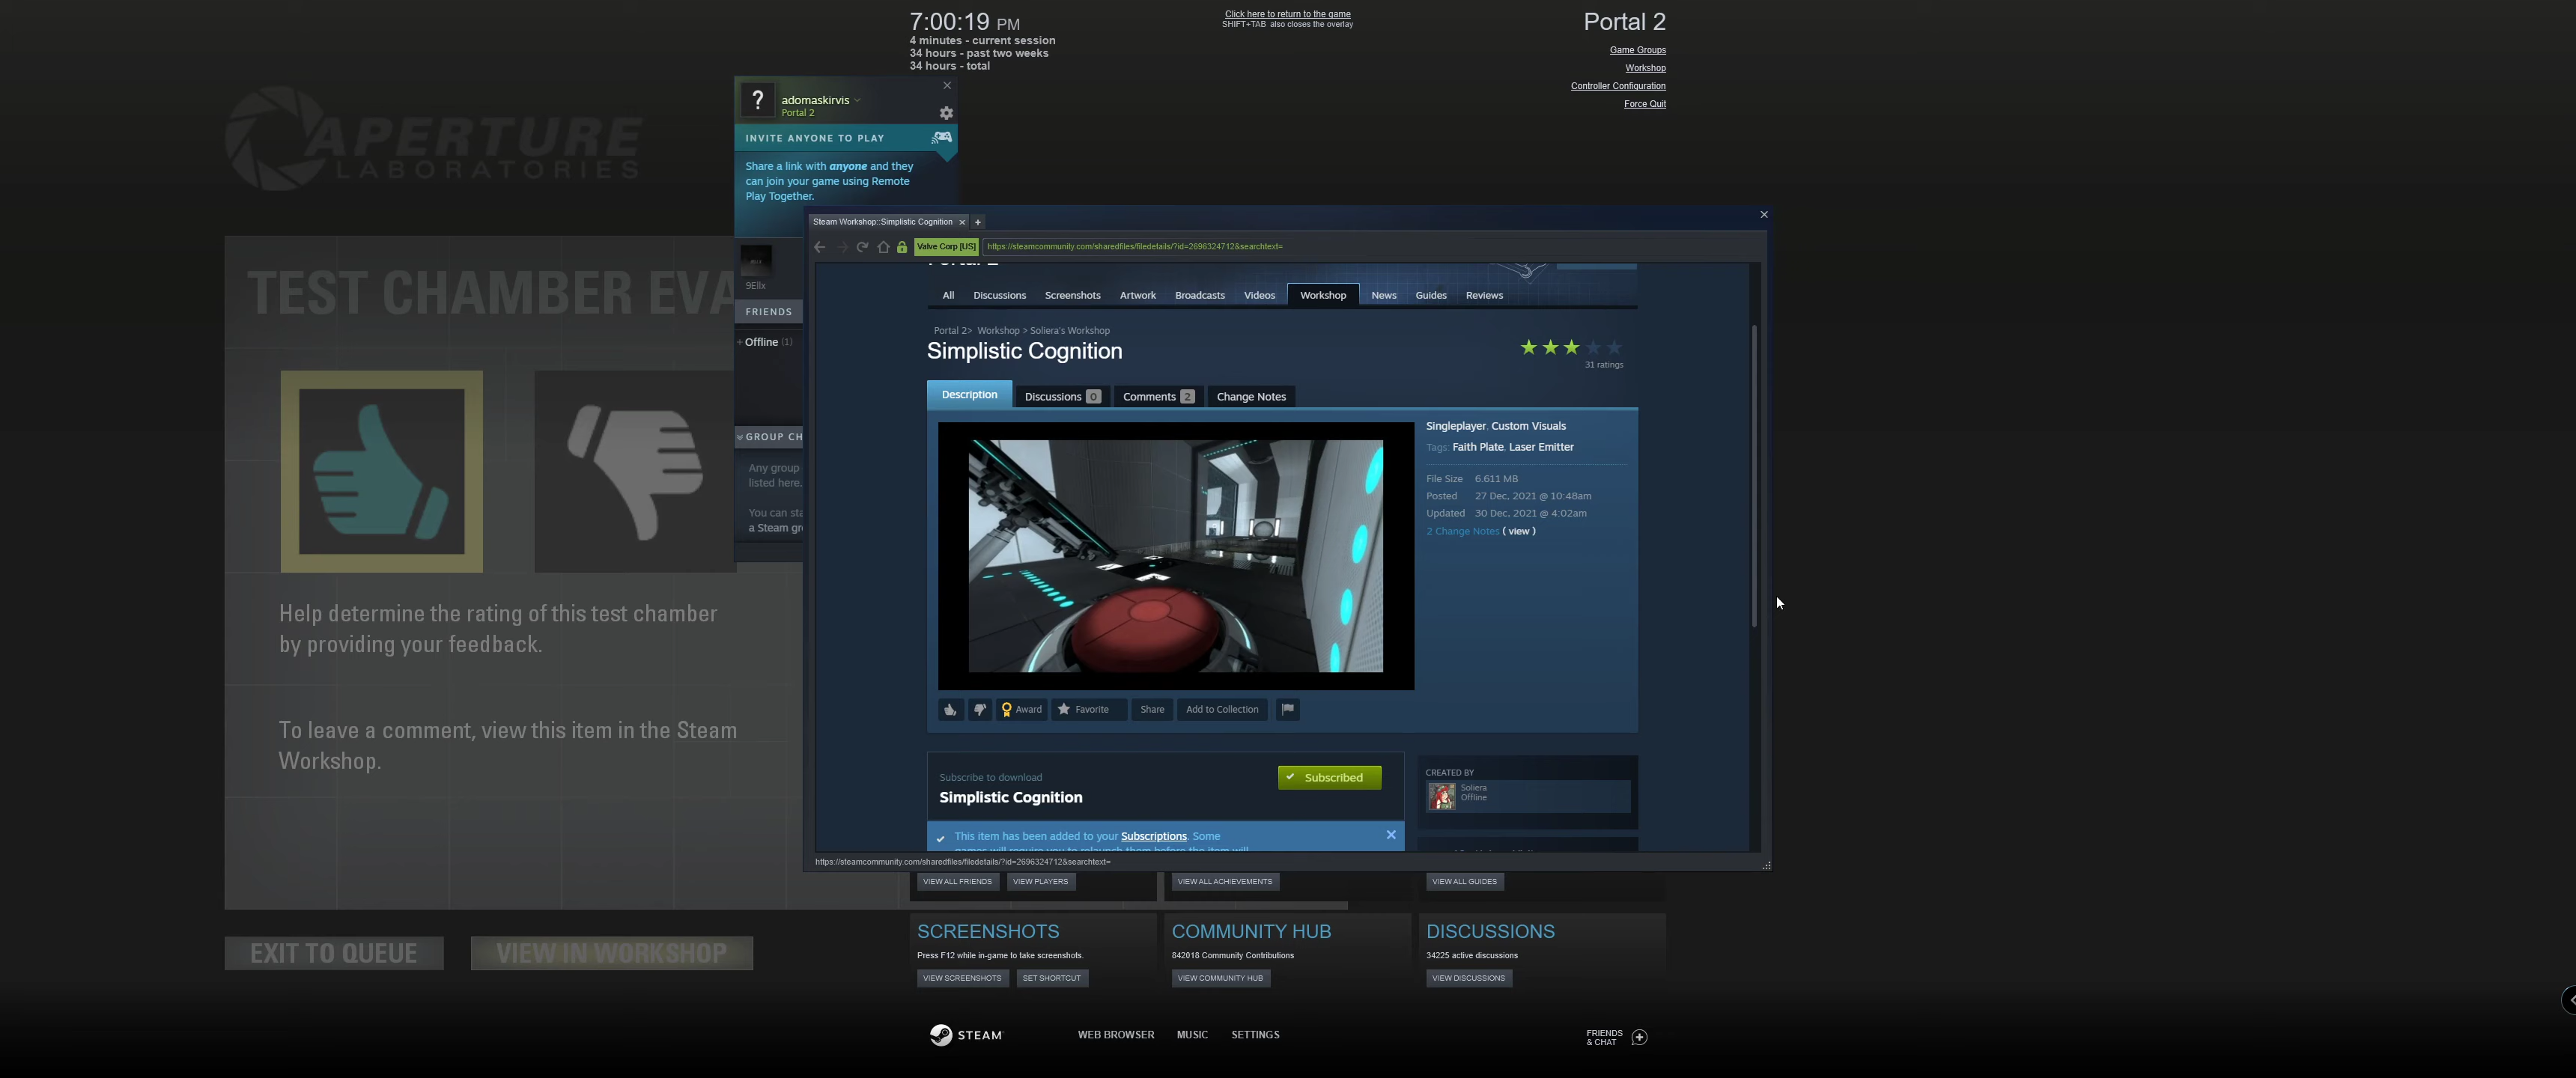 7:00:19 PM
4 minutes - current session
34 hours - past two weeks
34 hours - total
Click here to return to the game
SHIFT+TAB also closes the overlay
Portal 2
Game Groups
Workshop
Controller Configuration
Force Quit
APERTURE
LABORATORIES
TEST CHAMBER EVA
Help determine the rating of this test chamber
by providing your feedback.
To leave a comment, view this item in the Steam
Workshop.
EXIT TO QUEUE
VIEW IN WORKSHOP
?
adomaskirvis
Portal 2
INVITE ANYONE TO PLAY
Share a link with anyone and they
can join your game using Remote
Play Together.
9Ellx
FRIENDS
+ Offline (1)
GROUP CH
Any group
listed here.
You can sta
a Steam gro
Steam Workshop::Simplistic Cognition
Valve Corp [US]
https://steamcommunity.com/sharedfiles/filedetails/?id=2696324712&searchtext=
All
Discussions
Screenshots
Artwork
Broadcasts
Videos
Workshop
News
Guides
Reviews
Portal 2> Workshop > Soliera's Workshop
Simplistic Cognition
31 ratings
Description
Discussions 0
Comments 2
Change Notes
Singleplayer, Custom Visuals
Tags: Faith Plate, Laser Emitter
File Size 6.611 MB
Posted 27 Dec, 2021 @ 10:48am
Updated 30 Dec, 2021 @ 4:02am
2 Change Notes ( view )
Award
Favorite
Share
Add to Collection
Subscribe to download
Simplistic Cognition
Subscribed
This item has been added to your Subscriptions. Some
games will require you to relaunch them before the item will
CREATED BY
Soliera
Offline
https://steamcommunity.com/sharedfiles/filedetails/?id=2696324712&searchtext=
VIEW ALL FRIENDS
VIEW PLAYERS
VIEW ALL ACHIEVEMENTS
VIEW ALL GUIDES
SCREENSHOTS
Press F12 while in-game to take screenshots.
VIEW SCREENSHOTS
SET SHORTCUT
COMMUNITY HUB
842018 Community Contributions
VIEW COMMUNITY HUB
DISCUSSIONS
34225 active discussions
VIEW DISCUSSIONS
STEAM
WEB BROWSER
MUSIC
SETTINGS
FRIENDS
& CHAT